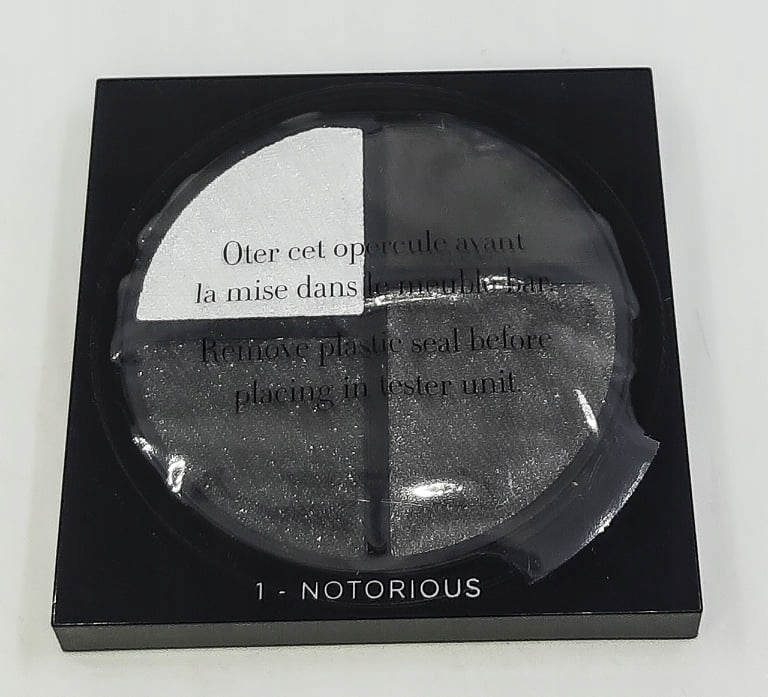 Oter cet opercule avant
la mise dans le meuble bar.
Remove plastic seal before
placing in tester unit.
1 - NOTORIOUS